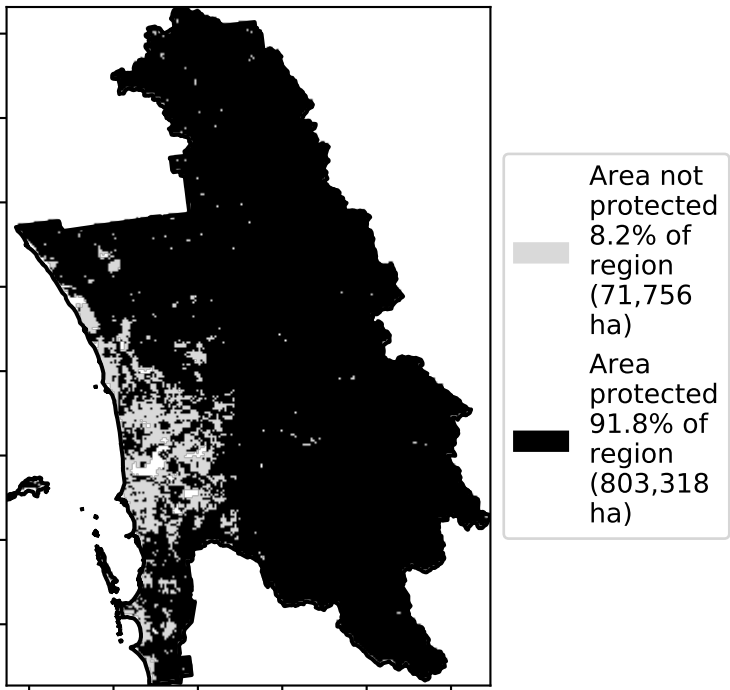 Area not
protected
8.2% of
region
(71,756
ha)
Area
protected
91.8% of
region
(803,318
ha)